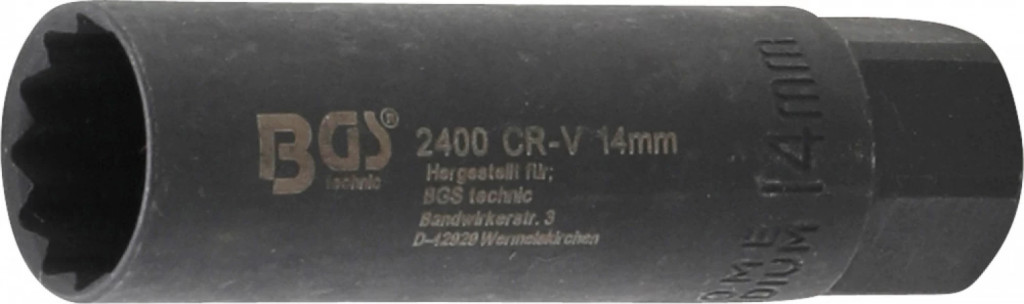 BGS®
technic
2400 CR-V 14mm
Hergestellt für;
BGS technic
Bandwirkerstr. 3
D-42929 Wermelskirchen
14mm